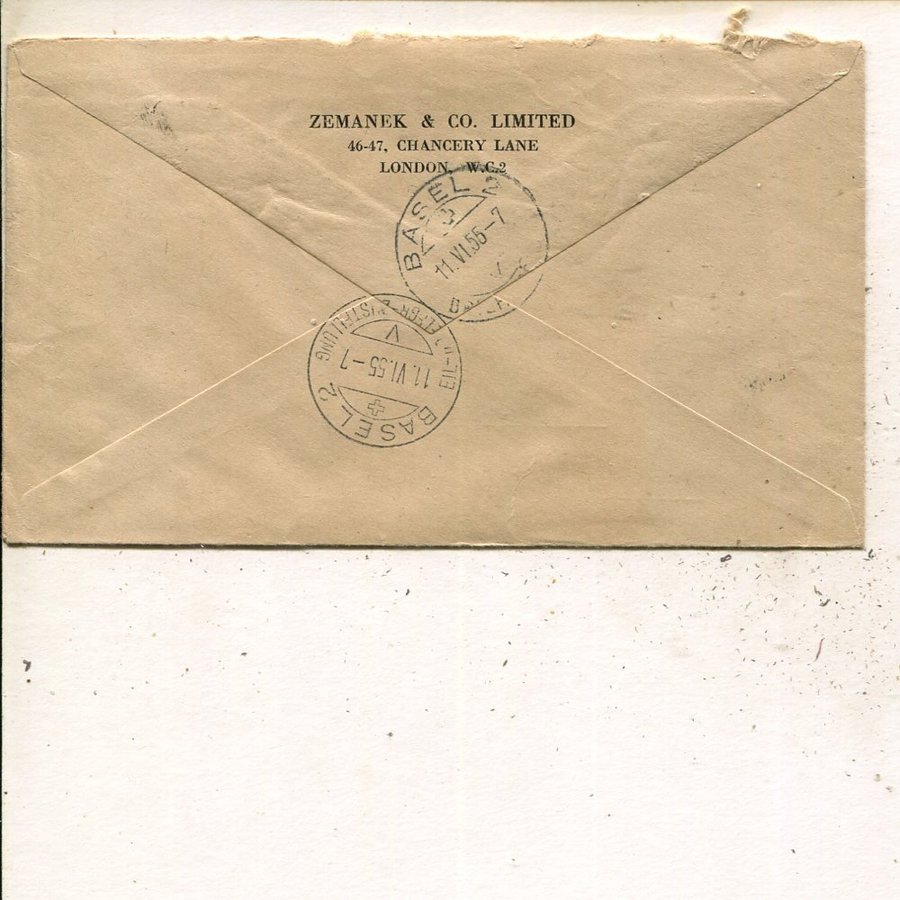 ZEMANEK & CO. LIMITED
46-47, CHANCERY LANE
LONDON, W.C.2
BASEL 2
11.VI.55-7
V
BASEL 2
11.VI.55-7
V